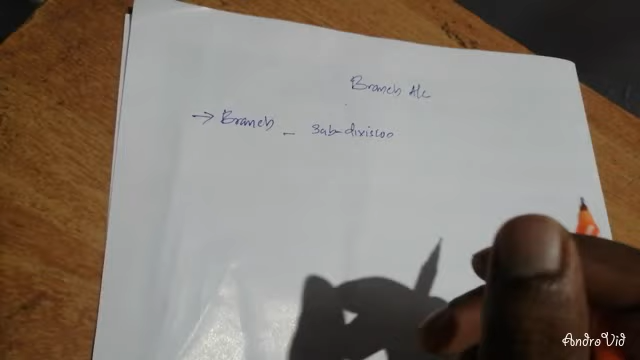 Branch A/c
→ Branch - Sub-division
AndroVid